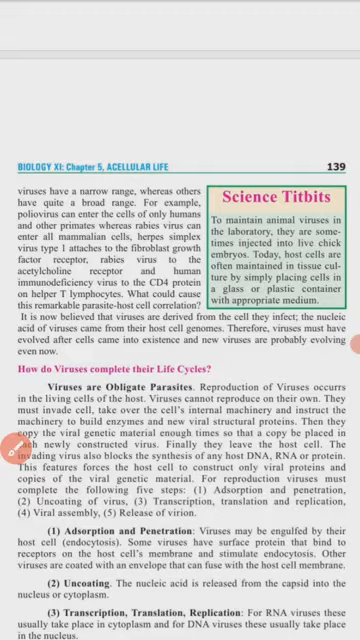 BIOLOGY XI: Chapter 5, ACELLULAR LIFE 139
viruses have a narrow range, whereas others
have quite a broad range. For example,
poliovirus can enter the cells of only humans
and other primates whereas rabies virus can
enter all mammalian cells, herpes simplex
virus type 1 attaches to the fibroblast growth
factor receptor, rabies virus to the
acetylcholine receptor and human
immunodeficiency virus to the CD4 protein
on helper T lymphocytes. What could cause
this remarkable parasite-host cell correlation?
Science Titbits
To maintain animal viruses in
the laboratory, they are some-
times injected into live chick
embryos. Today, host cells are
often maintained in tissue cul-
ture by simply placing cells in
a glass or plastic container
with appropriate medium.
It is now believed that viruses are derived from the cell they infect; the nucleic
acid of viruses came from their host cell genomes. Therefore, viruses must have
evolved after cells came into existence and new viruses are probably evolving
even now.
How do Viruses complete their Life Cycles?
Viruses are Obligate Parasites. Reproduction of Viruses occurrs
in the living cells of the host. Viruses cannot reproduce on their own. They
must invade cell, take over the cell's internal machinery and instruct the
machinery to build enzymes and new viral structural proteins. Then they
copy the viral genetic material enough times so that a copy be placed in
each newly constructed virus. Finally they leave the host cell. The
invading virus also blocks the synthesis of any host DNA, RNA or protein.
This features forces the host cell to construct only viral proteins and
copies of the viral genetic material. For reproduction viruses must
complete the following five steps: (1) Adsorption and penetration,
(2) Uncoating of virus, (3) Transcription, translation and replication,
(4) Viral assembly, (5) Release of virion.
(1) Adsorption and Penetration: Viruses may be engulfed by their
host cell (endocytosis). Some viruses have surface protein that bind to
receptors on the host cell's membrane and stimulate endocytosis. Other
viruses are coated with an envelope that can fuse with the host cell membrane.
(2) Uncoating. The nucleic acid is released from the capsid into the
nucleus or cytoplasm.
(3) Transcription, Translation, Replication: For RNA viruses these
usually take place in cytoplasm and for DNA viruses these usually take place
in the nucleus.